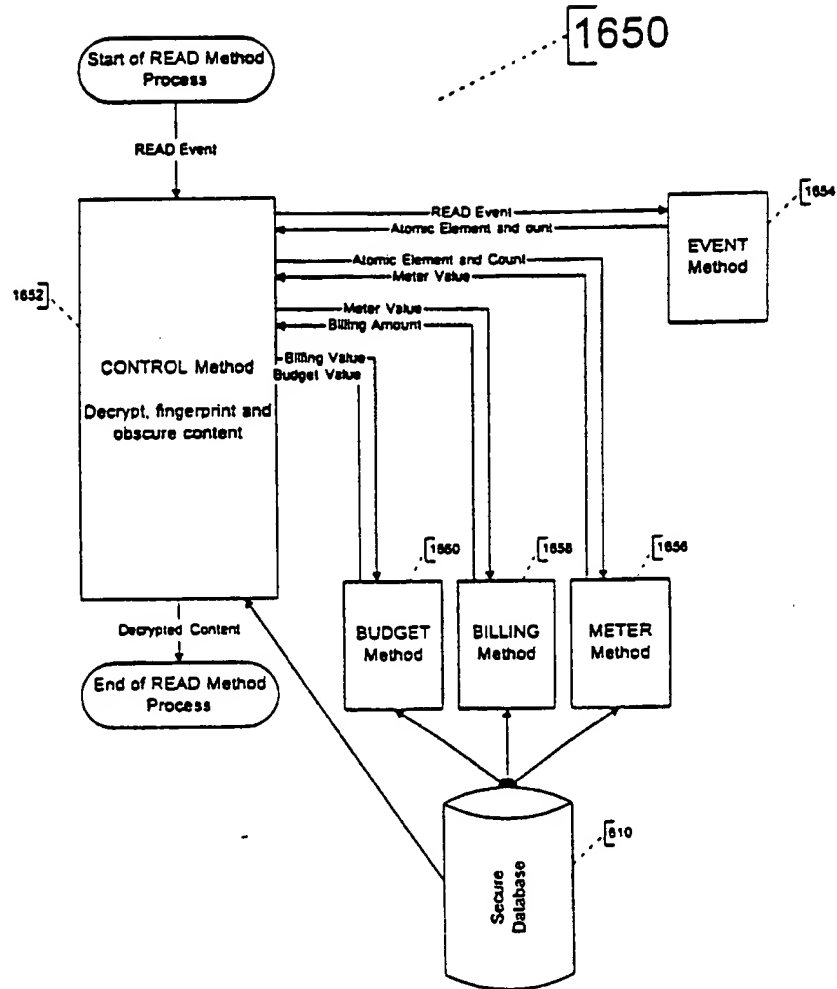 1650
Start of READ Method
Process
READ Event
READ Event
Atomic Element and ount
1654
EVENT
Method
Atomic Element and Count
Meter Value
1652
Meter Value
Billing Amount
CONTROL Method
Decrypt, fingerprint and
obscure content
Billing Value
Budget Value
1660
1658
1656
BUDGET
Method
BILLING
Method
METER
Method
Decrypted Content
End of READ Method
Process
610
Secure
Database